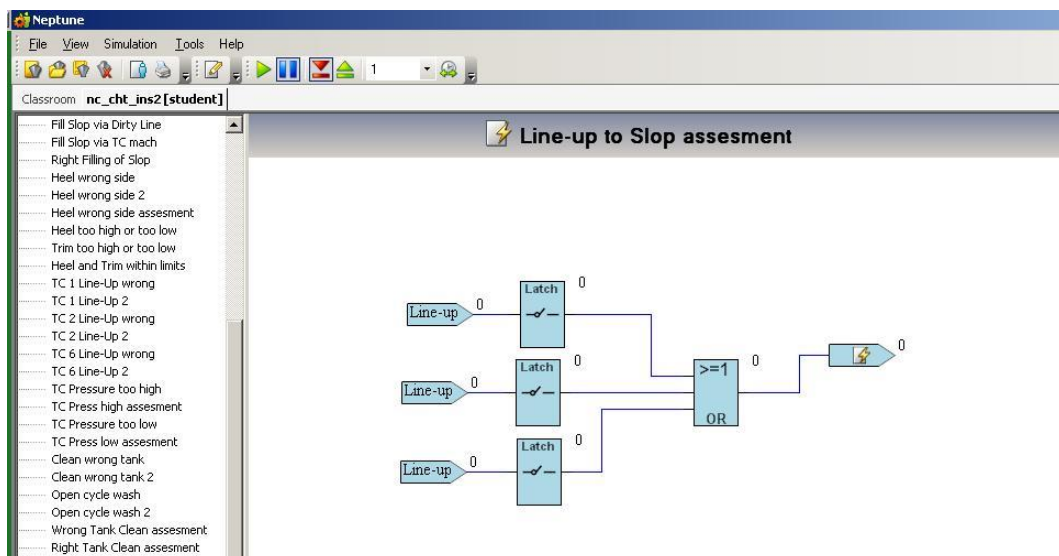 Neptune
File View Simulation Tools Help
1
Classroom nc_cht_ins2 [student]
Fill Slop via Dirty Line
Fill Slop via TC mach
Right Filling of Slop
Heel wrong side
Heel wrong side 2
Heel wrong side assesment
Heel too high or too low
Trim too high or too low
Heel and Trim within limits
TC 1 Line-Up wrong
TC 1 Line-Up 2
TC 2 Line-Up wrong
TC 2 Line-Up 2
TC 6 Line-Up wrong
TC 6 Line-Up 2
TC Pressure too high
TC Press high assesment
TC Pressure too low
TC Press low assesment
Clean wrong tank
Clean wrong tank 2
Open cycle wash
Open cycle wash 2
Wrong Tank Clean assesment
Right Tank Clean assesment
Line-up to Slop assesment
Line-up 0
Latch 0
Line-up 0
Latch 0
Line-up 0
Latch 0
>=1 0
OR
0